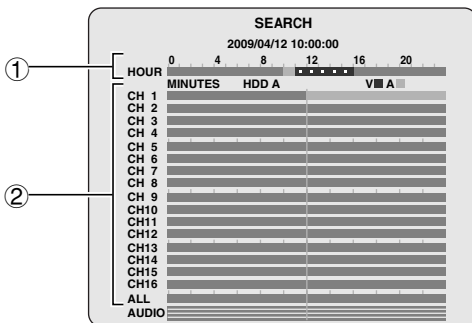 SEARCH
2009/04/12 10:00:00
0 4 8 12 16 20
① HOUR
MINUTES HDD A V A
② CH 1
CH 2
CH 3
CH 4
CH 5
CH 6
CH 7
CH 8
CH 9
CH10
CH11
CH12
CH13
CH14
CH15
CH16
ALL
AUDIO